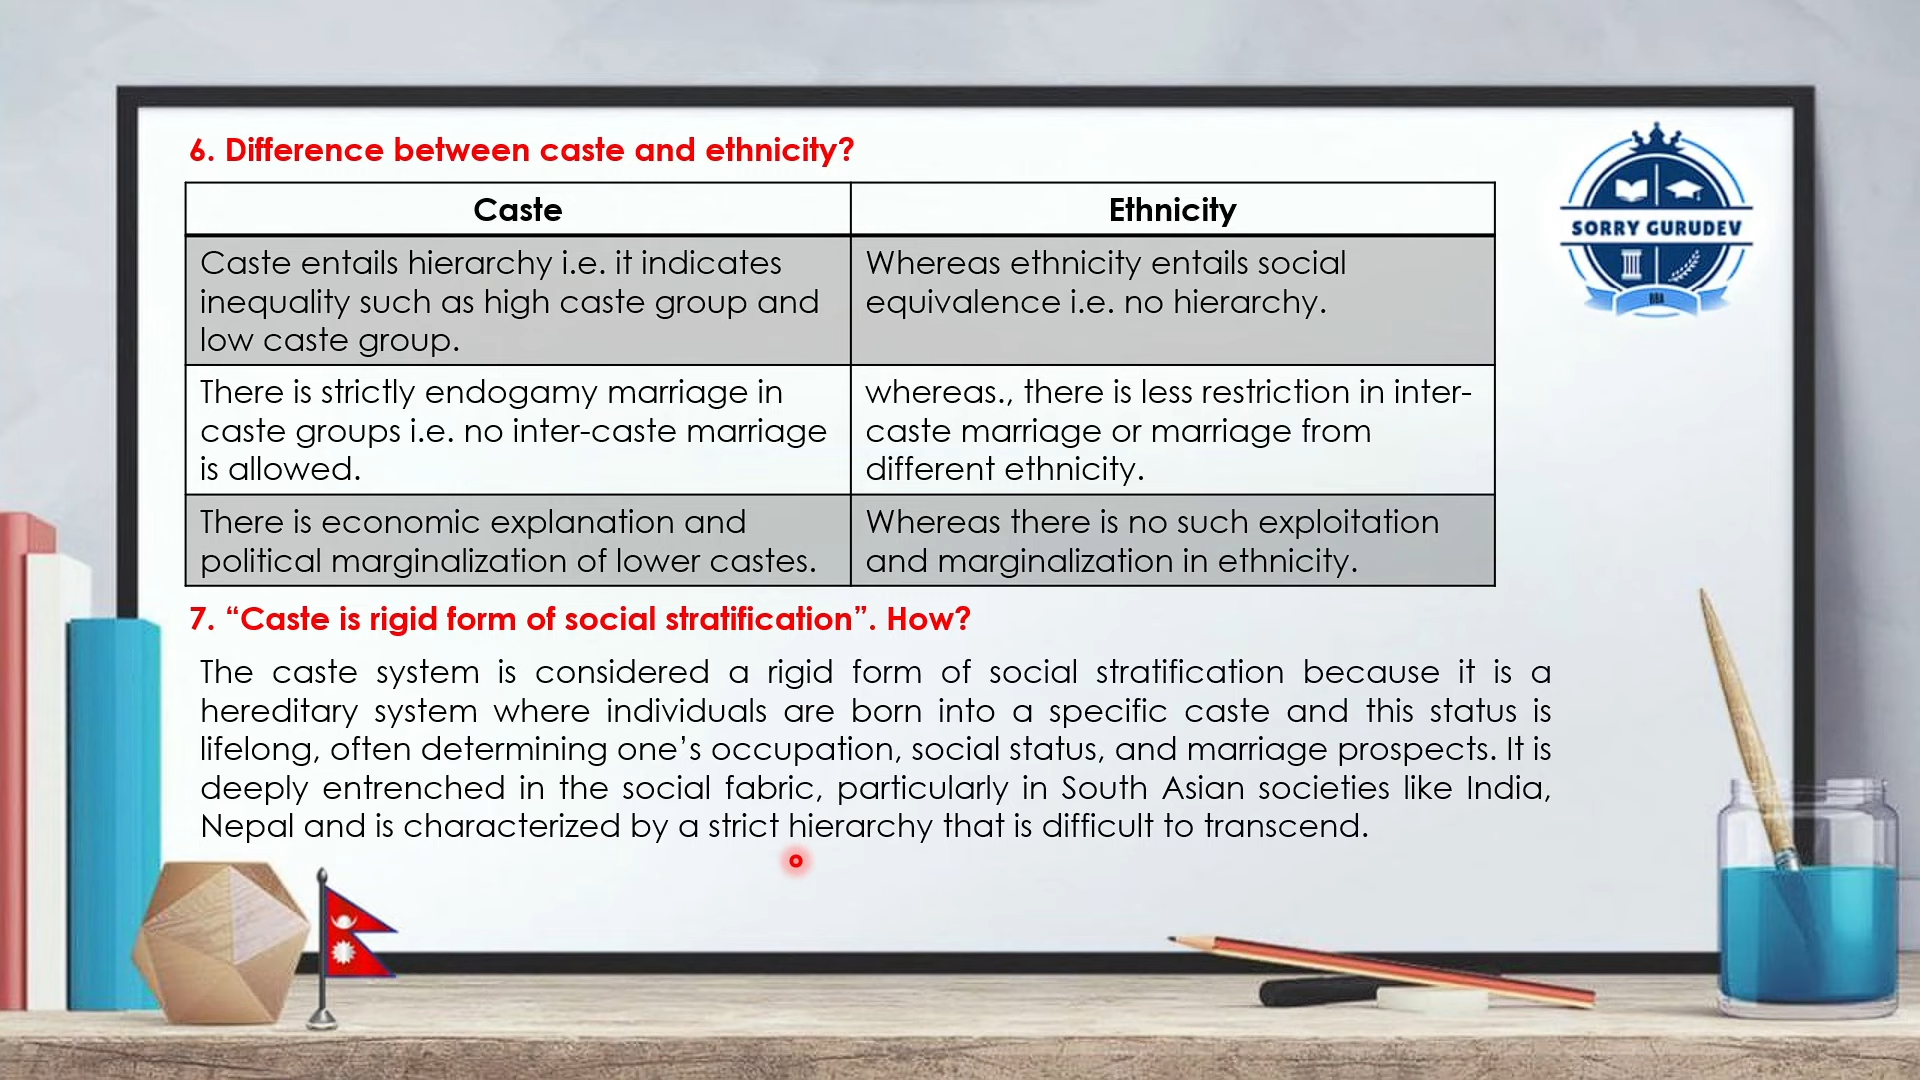 6. Difference between caste and ethnicity?
Caste
Ethnicity
Caste entails hierarchy i.e. it indicates
inequality such as high caste group and
low caste group.
Whereas ethnicity entails social
equivalence i.e. no hierarchy.
There is strictly endogamy marriage in
caste groups i.e. no inter-caste marriage
is allowed.
whereas., there is less restriction in inter-
caste marriage or marriage from
different ethnicity.
There is economic explanation and
political marginalization of lower castes.
Whereas there is no such exploitation
and marginalization in ethnicity.
7. “Caste is rigid form of social stratification”. How?
The caste system is considered a rigid form of social stratification because it is a
hereditary system where individuals are born into a specific caste and this status is
lifelong, often determining one’s occupation, social status, and marriage prospects. It is
deeply entrenched in the social fabric, particularly in South Asian societies like India,
Nepal and is characterized by a strict hierarchy that is difficult to transcend.
SORRY GURUDEV
BBA